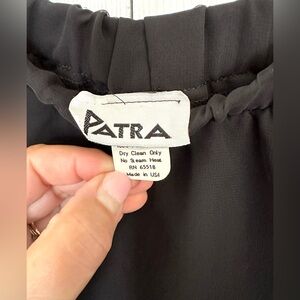 PATRA
Dry Clean Only
No Steam Heat
RN 65518
Made in USA